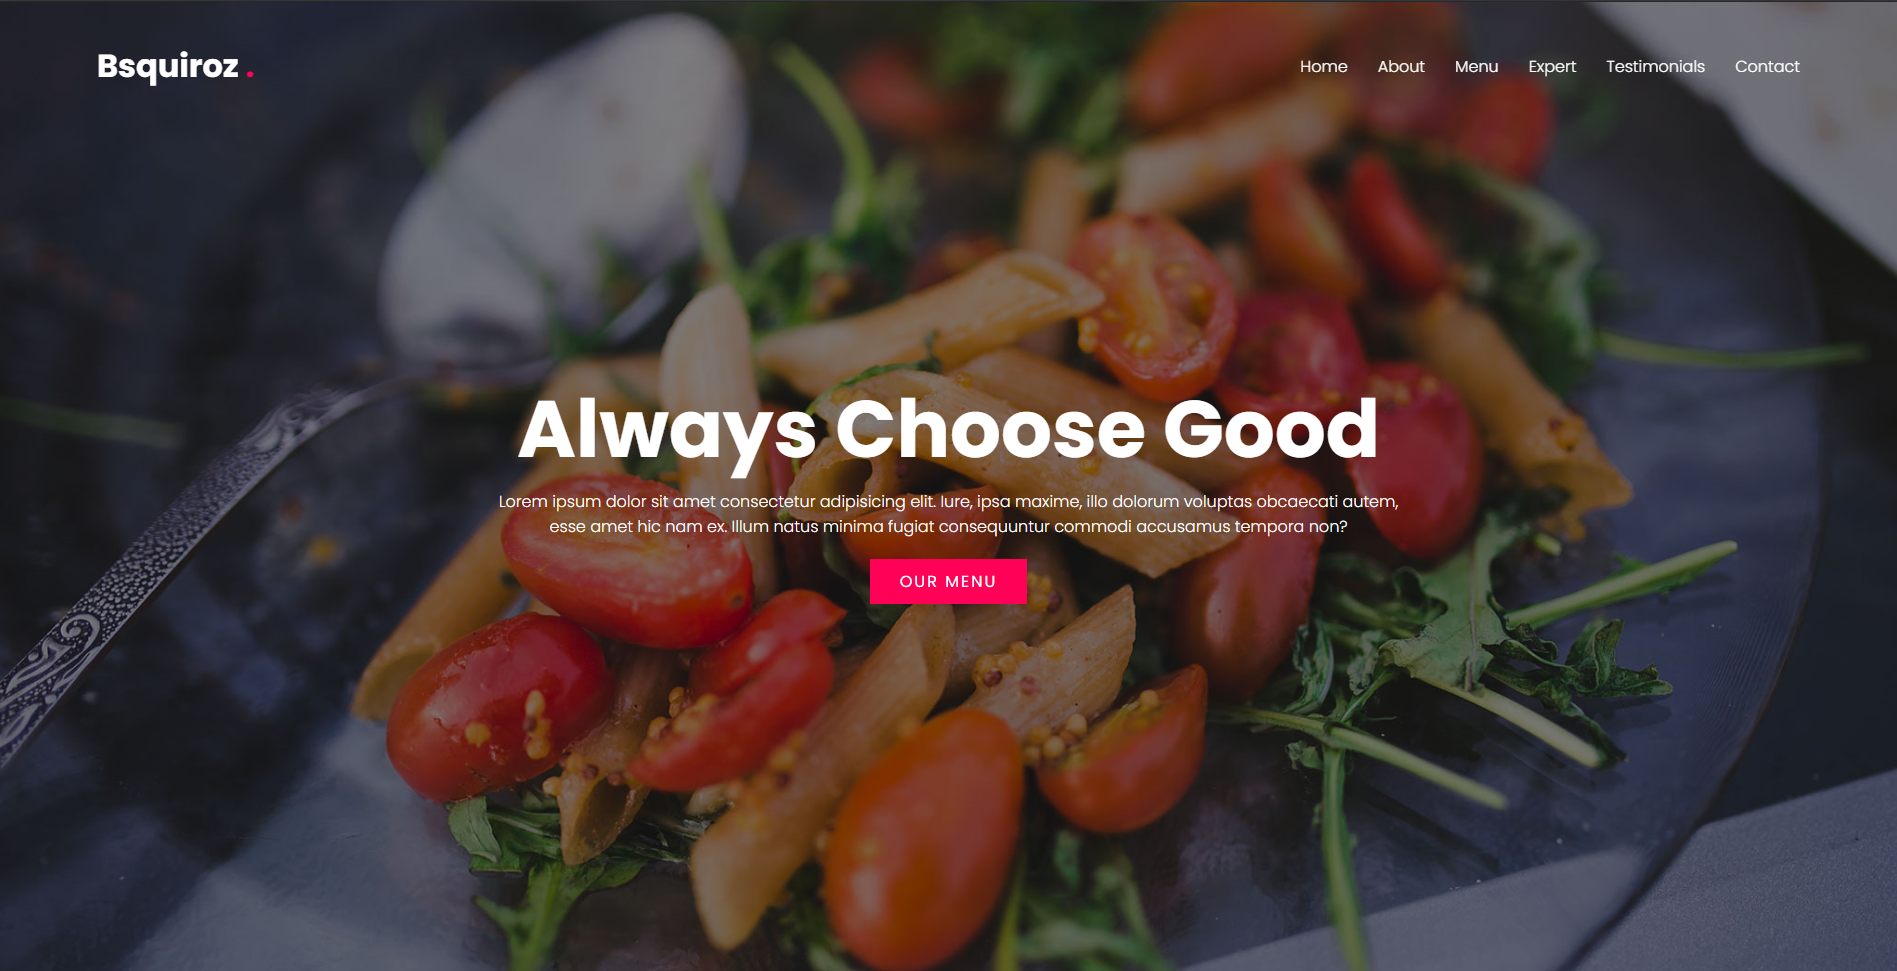 Bsquiroz .
Home About Menu Expert Testimonials Contact
Always Choose Good
Lorem ipsum dolor sit amet consectetur adipisicing elit. Iure, ipsa maxime, illo dolorum voluptas obcaecati autem,
esse amet hic nam ex. Illum natus minima fugiat consequuntur commodi accusamus tempora non?
OUR MENU